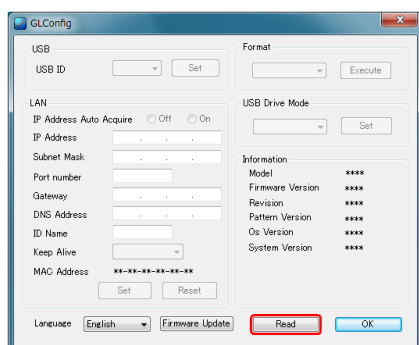 GLConfig
USB
USB ID
Set
Format
Execute
LAN
IP Address Auto Acquire Off On
IP Address . . .
Subnet Mask . . .
Port number
Gateway . . .
DNS Address . . .
ID Name
Keep Alive
MAC Address **-**-**-**-**-**
Set Reset
USB Drive Mode
Set
Information
Model ****
Firmware Version ****
Revision ****
Pattern Version ****
Os Version ****
System Version ****
Language English Firmware Update Read OK